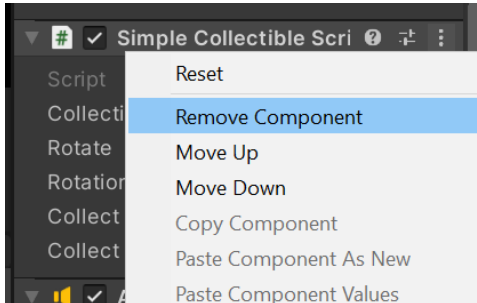 # Simple Collectible Scri
Script
Reset
Collecti
Remove Component
Rotate
Move Up
Rotation
Move Down
Collect
Copy Component
Collect
Paste Component As New
Paste Component Values